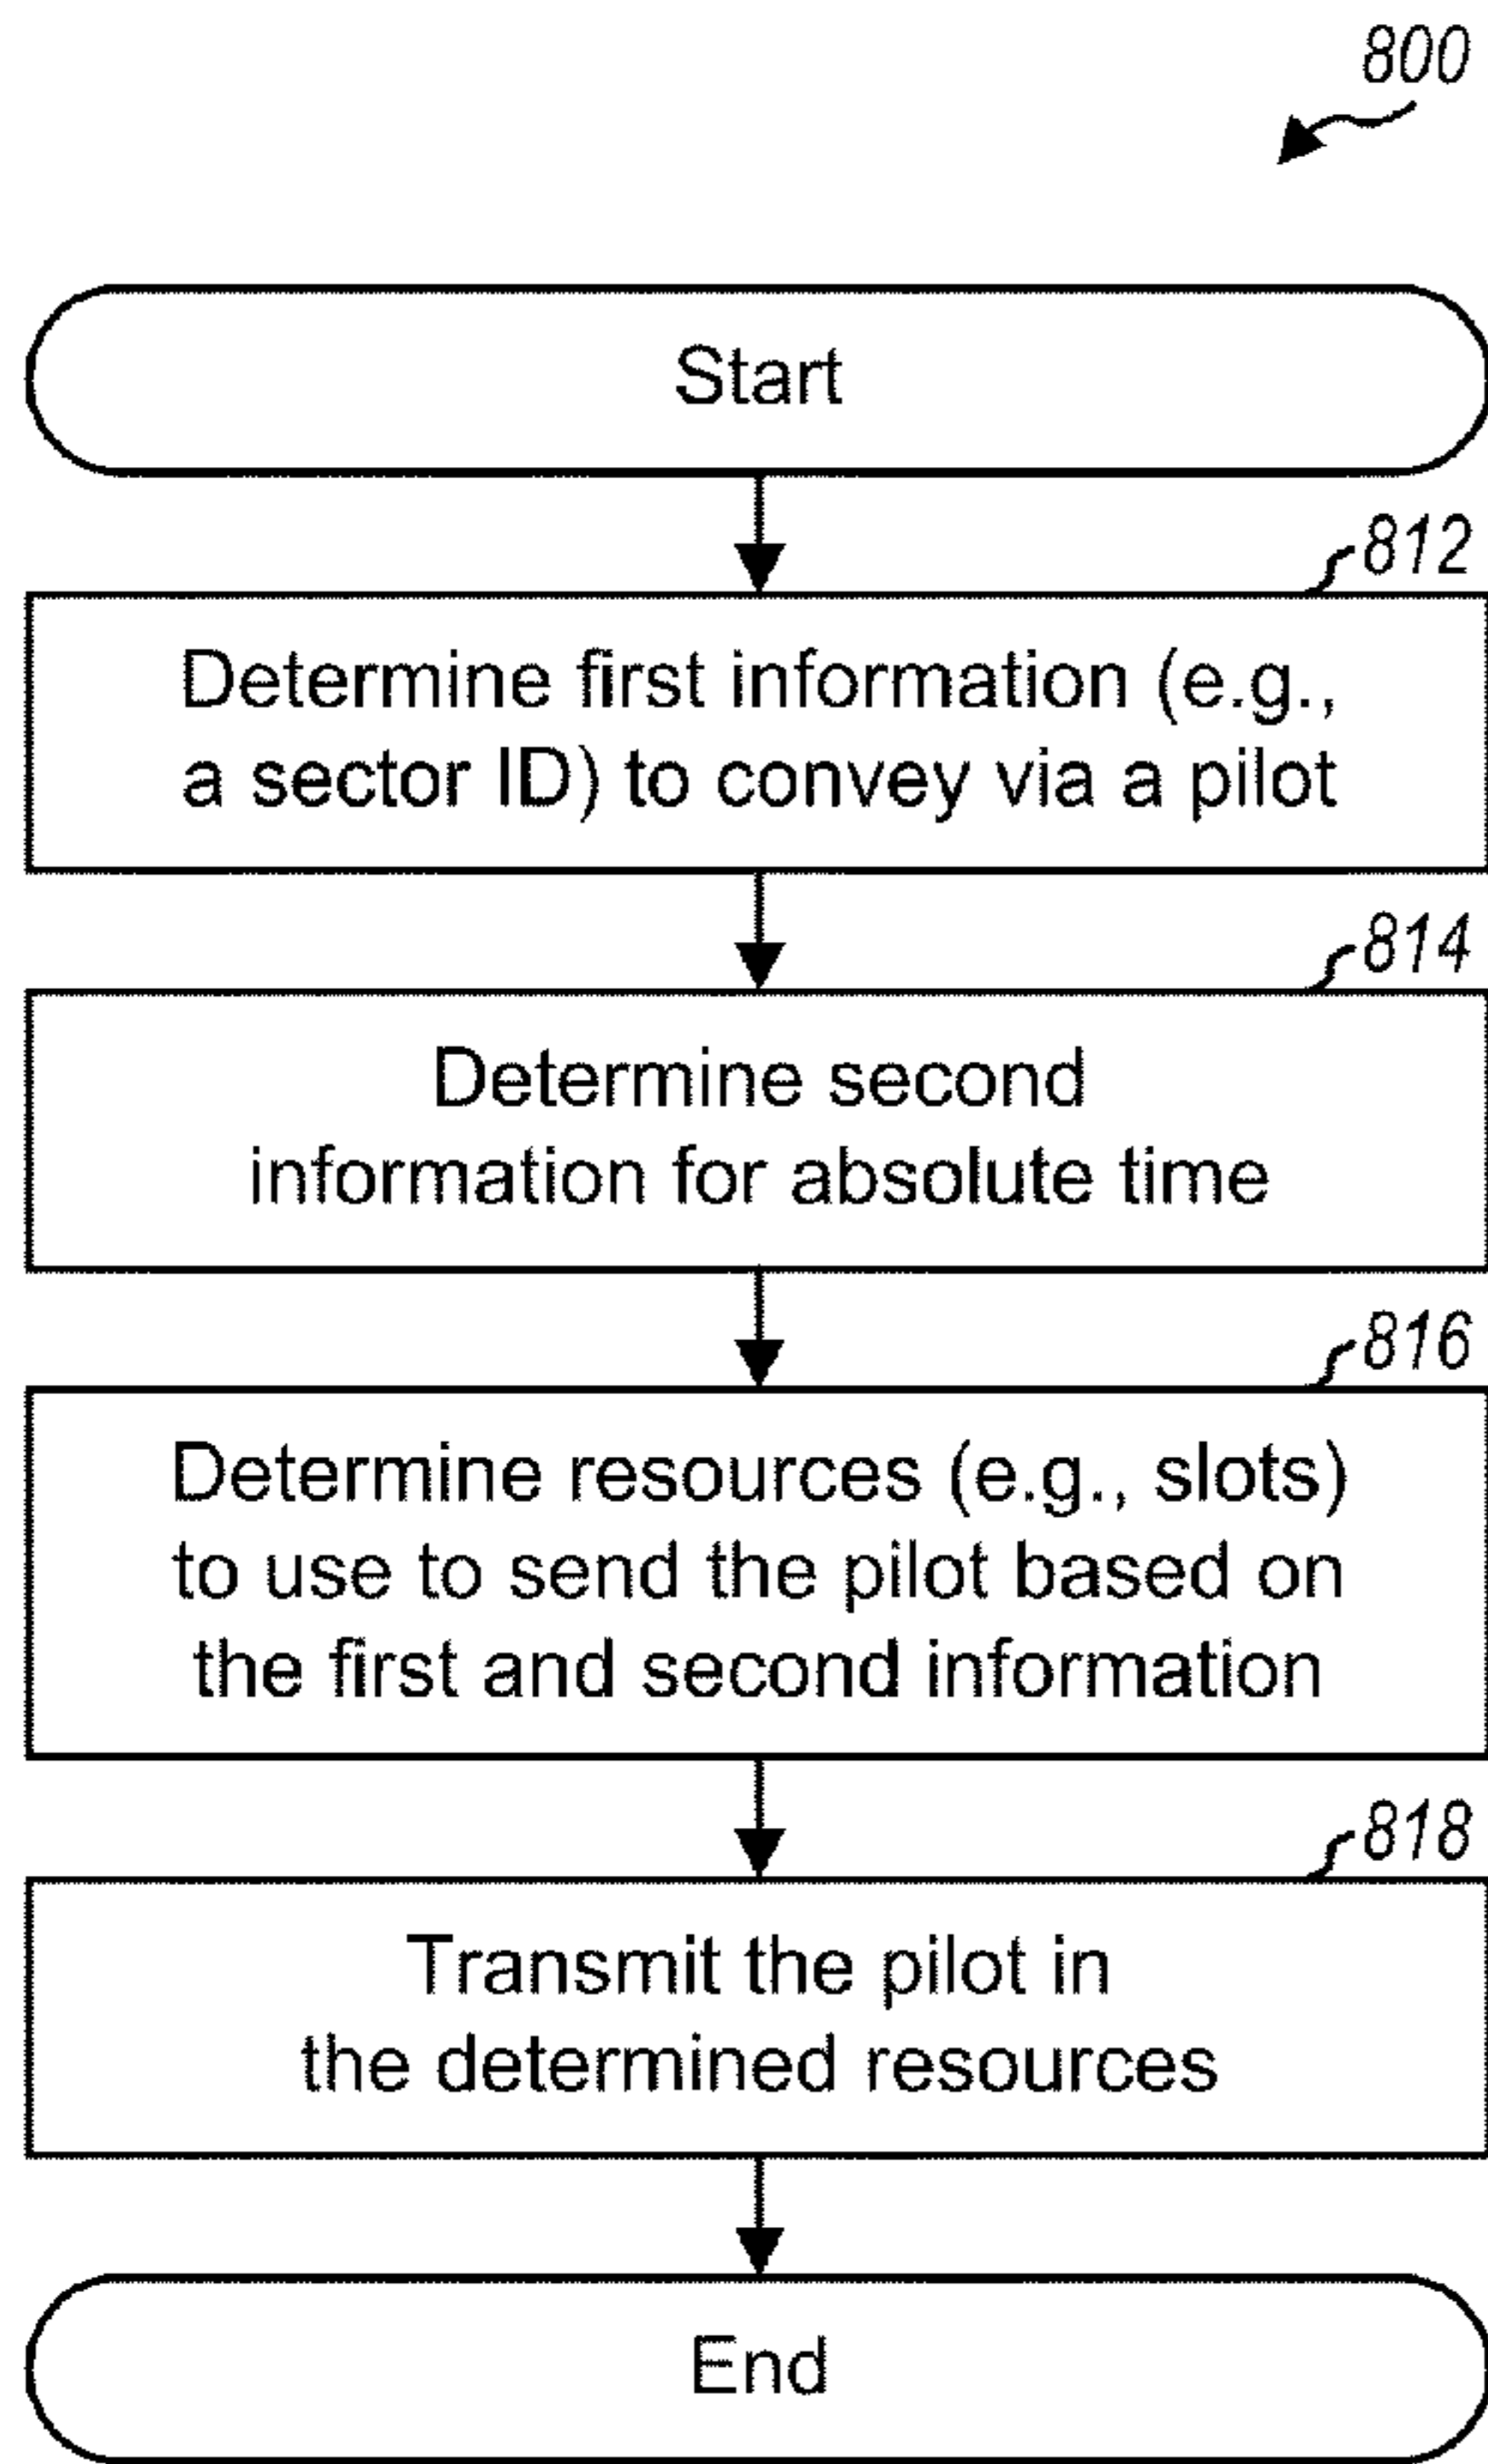 800
Start
812
Determine first information (e.g.,
a sector ID) to convey via a pilot
814
Determine second
information for absolute time
816
Determine resources (e.g., slots)
to use to send the pilot based on
the first and second information
818
Transmit the pilot in
the determined resources
End